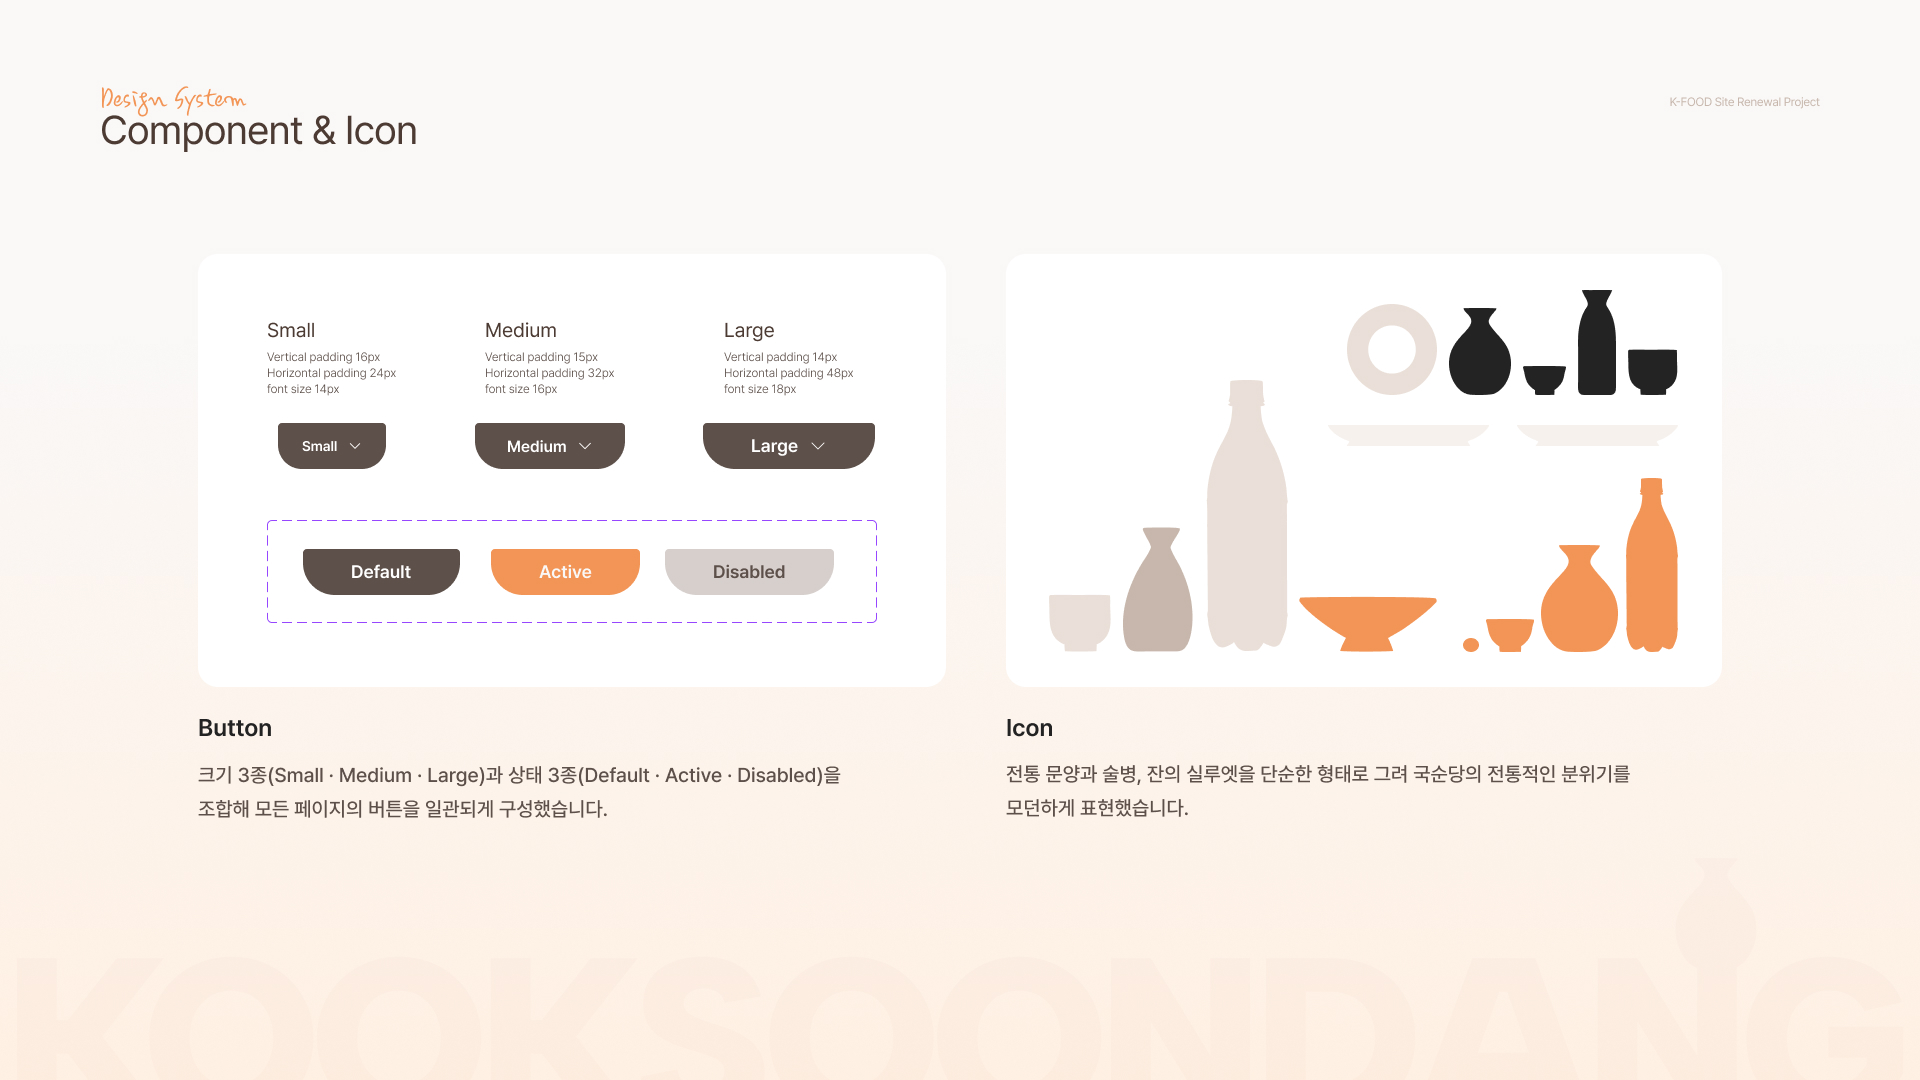 Design System
Component & Icon
K-FOOD Site Renewal Project
Small
Vertical padding 16px
Horizontal padding 24px
font size 14px
Medium
Vertical padding 15px
Horizontal padding 32px
font size 16px
Large
Vertical padding 14px
Horizontal padding 48px
font size 18px
Small
Medium
Large
Default
Active
Disabled
Button
크기 3종(Small · Medium · Large)과 상태 3종(Default · Active · Disabled)을
조합해 모든 페이지의 버튼을 일관되게 구성했습니다.
Icon
전통 문양과 술병, 잔의 실루엣을 단순한 형태로 그려 국순당의 전통적인 분위기를
모던하게 표현했습니다.
KOOKSOONDANG